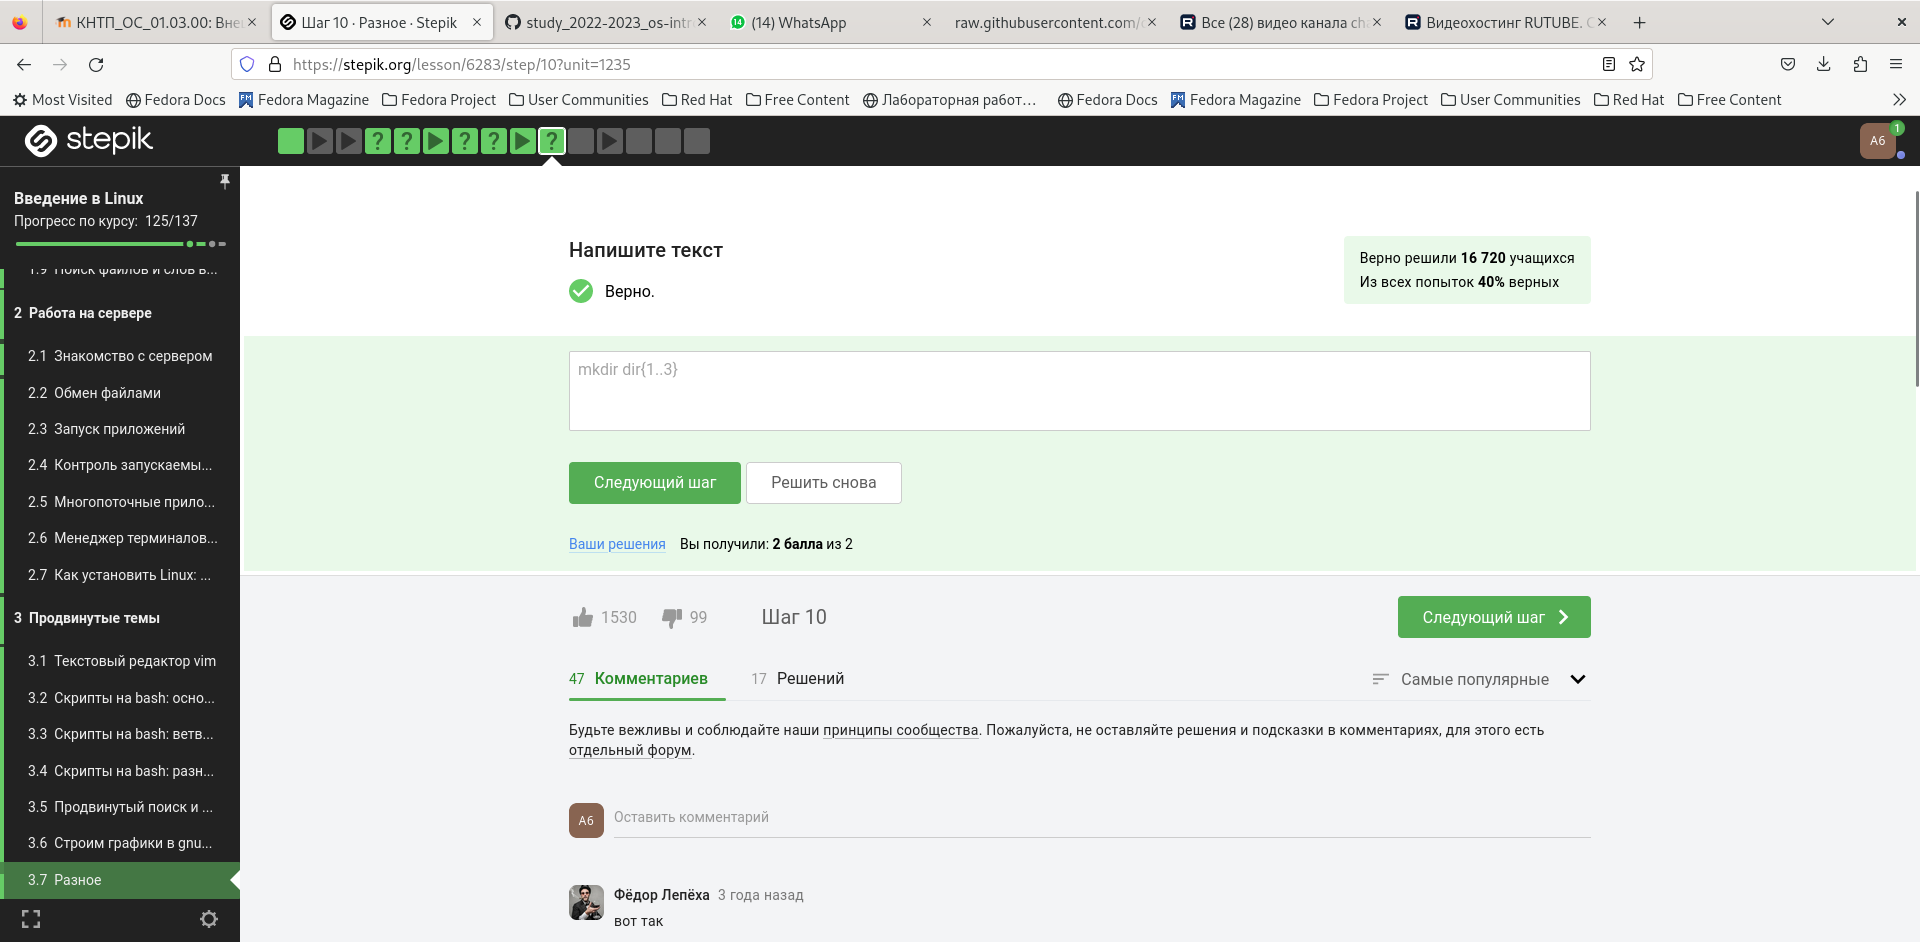 КНТП_ОС_01.03.00: Вне
Шаг 10 · Разное · Stepik
study_2022-2023_os-intr
(14) WhatsApp
raw.githubusercontent.com/
Все (28) видео канала ch
Видеохостинг RUTUBE. С
https://stepik.org/lesson/6283/step/10?unit=1235
Most Visited
Fedora Docs
Fedora Magazine
Fedora Project
User Communities
Red Hat
Free Content
Лабораторная работ…
Fedora Docs
Fedora Magazine
Fedora Project
User Communities
Red Hat
Free Content
stepik
A6
1
Введение в Linux
Прогресс по курсу: 125/137
1.9 Поиск файлов и слов в...
2 Работа на сервере
2.1 Знакомство с сервером
2.2 Обмен файлами
2.3 Запуск приложений
2.4 Контроль запускаемы...
2.5 Многопоточные прило...
2.6 Менеджер терминалов...
2.7 Как установить Linux: ...
3 Продвинутые темы
3.1 Текстовый редактор vim
3.2 Скрипты на bash: осно...
3.3 Скрипты на bash: ветв...
3.4 Скрипты на bash: разн...
3.5 Продвинутый поиск и ...
3.6 Строим графики в gnu...
3.7 Разное
Напишите текст
Верно.
Верно решили 16 720 учащихся
Из всех попыток 40% верных
mkdir dir{1..3}
Следующий шаг
Решить снова
Ваши решения Вы получили: 2 балла из 2
1530
99
Шаг 10
Следующий шаг
47 Комментариев
17 Решений
Самые популярные
Будьте вежливы и соблюдайте наши принципы сообщества. Пожалуйста, не оставляйте решения и подсказки в комментариях, для этого есть
отдельный форум.
A6
Оставить комментарий
Фёдор Лепёха 3 года назад
вот так